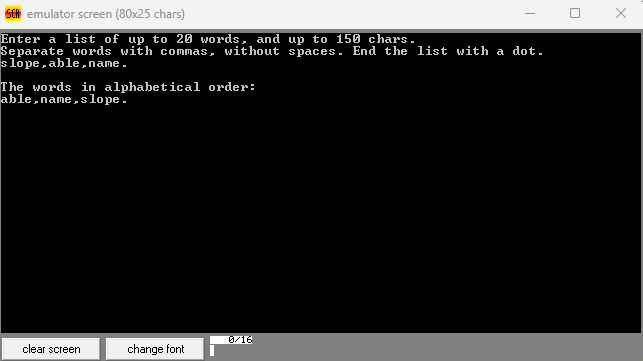 SCR emulator screen (80x25 chars)
Enter a list of up to 20 words, and up to 150 chars.
Separate words with commas, without spaces. End the list with a dot.
slope,able,name.
The words in alphabetical order:
able,name,slope.
clear screen change font 0/16